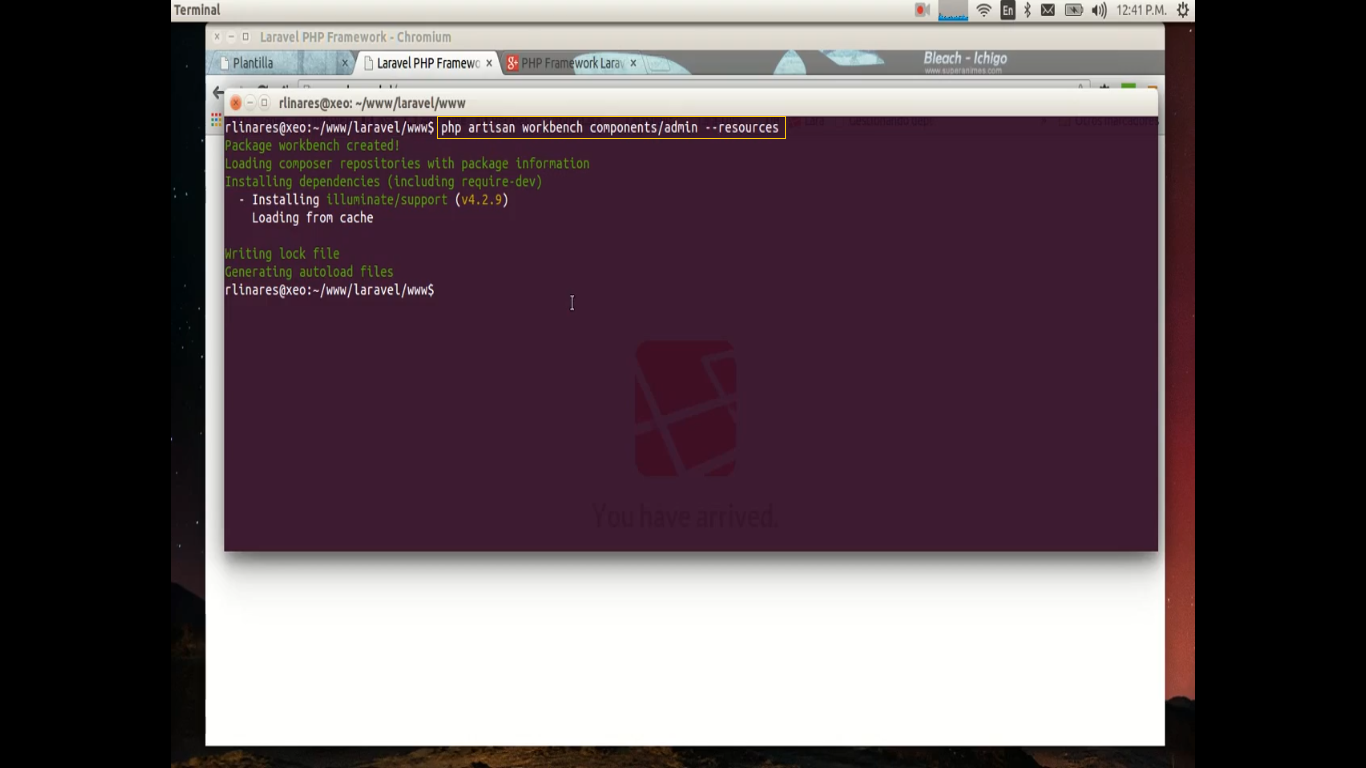 Terminal
En
12:41 P.M.
Laravel PHP Framework - Chromium
Plantilla
Laravel PHP Framewo
PHP Framework Larav
Bleach - Ichigo
www.superanimes.com
rlinares@xeo: ~/www/laravel/www
rlinares@xeo:~/www/laravel/www$ php artisan workbench components/admin --resources
Package workbench created!
Loading composer repositories with package information
Installing dependencies (including require-dev)
- Installing illuminate/support (v4.2.9)
Loading from cache
Writing lock file
Generating autoload files
rlinares@xeo:~/www/laravel/www$
You have arrived.